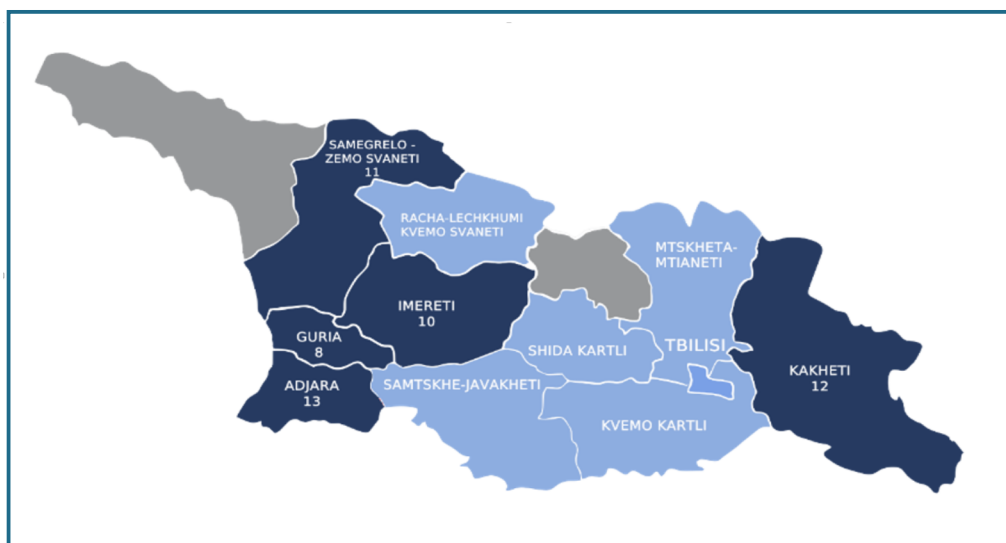 SAMEGRELO -
ZEMO SVANETI
11
RACHA-LECHKHUMI
KVEMO SVANETI
MTSKHETA-
MTIANETI
IMERETI
10
GURIA
8
SHIDA KARTLI
TBILISI
KAKHETI
12
ADJARA
13
SAMTSKHE-JAVAKHETI
KVEMO KARTLI